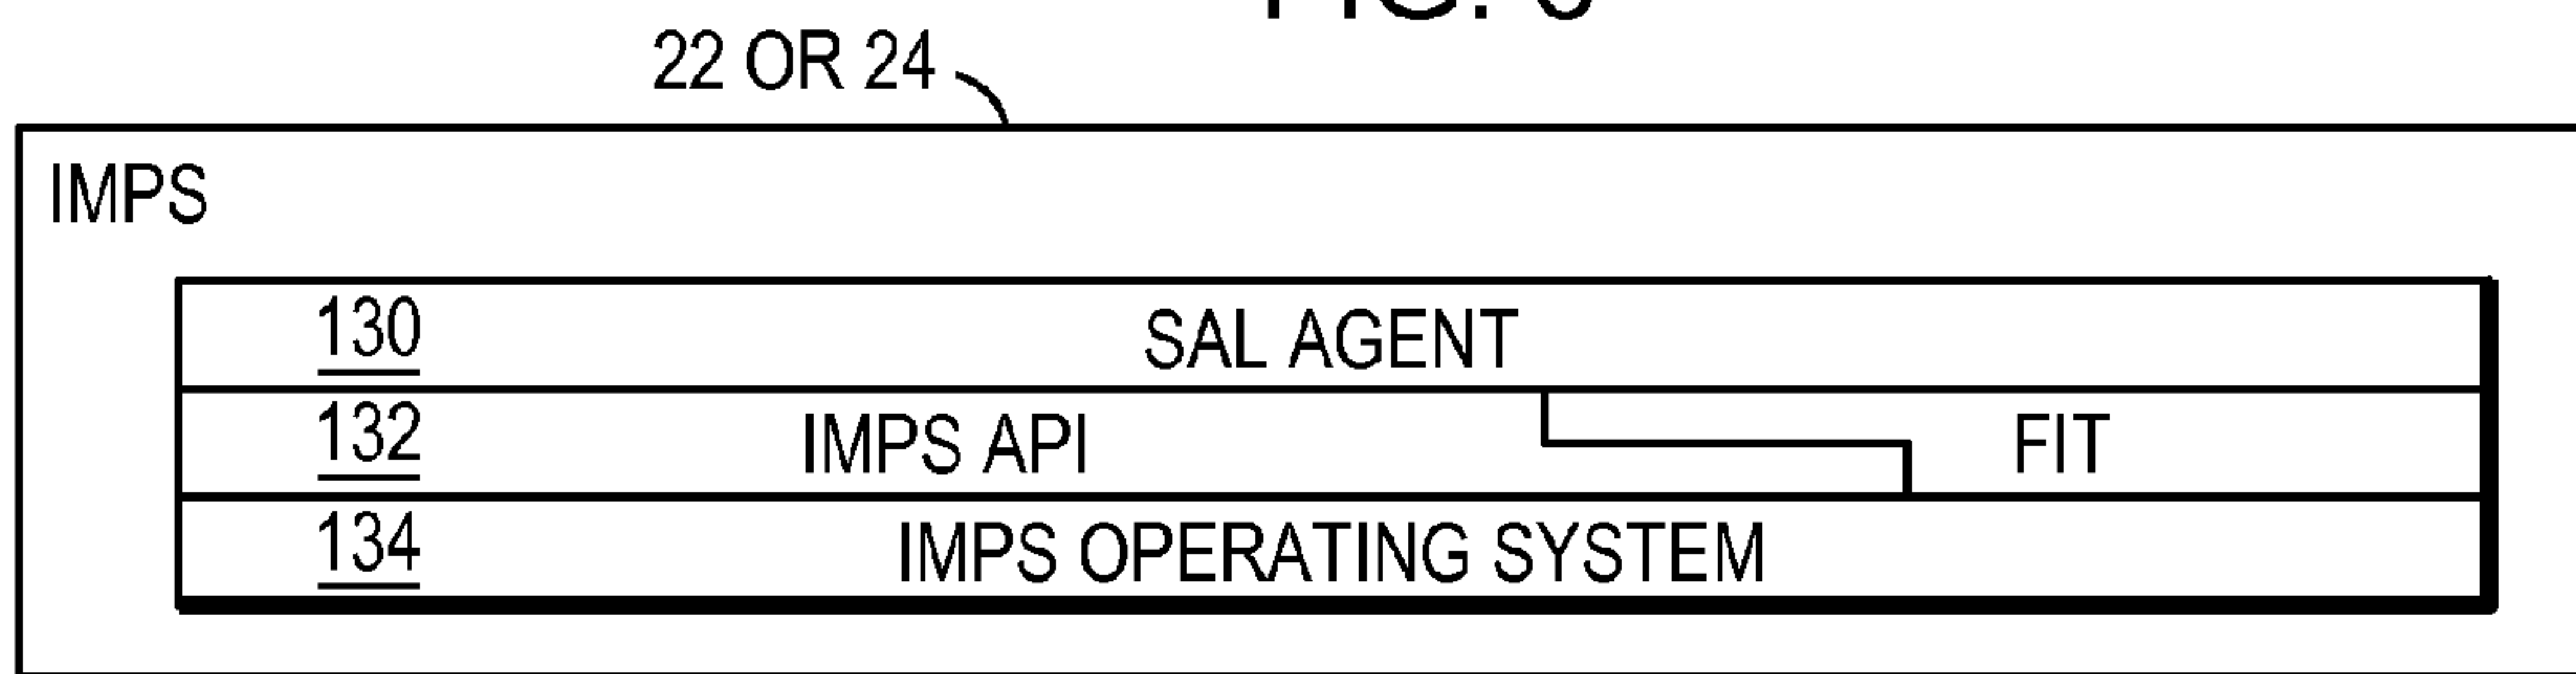 22 OR 24
IMPS
130 SAL AGENT
132 IMPS API FIT
134 IMPS OPERATING SYSTEM